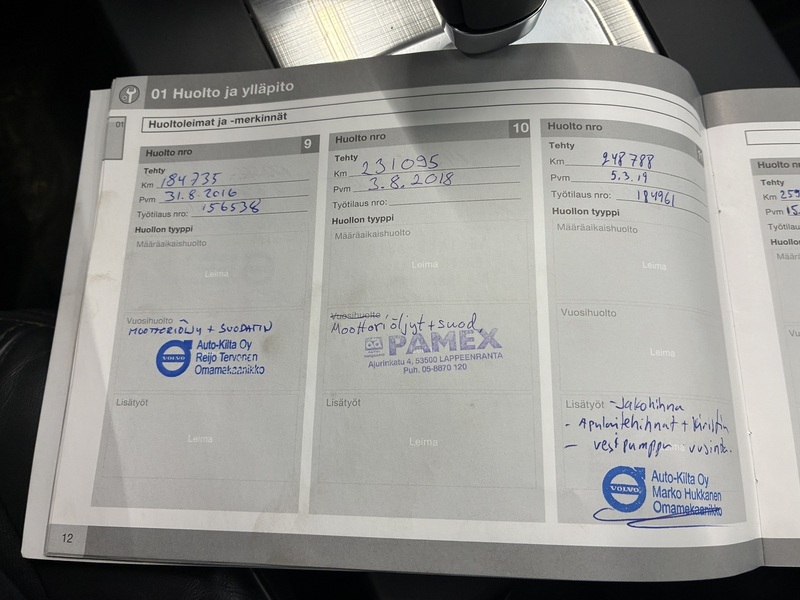 01 Huolto ja ylläpito
01
Huoltoleimat ja -merkinnät
Huolto nro 9
Tehty
Km 184735
Pvm 31.8.2016
Työtilaus nro: 156538
Huollon tyyppi
Määräaikaishuolto
Leima
Vuosihuolto
MOOTTORIÖLJY + SUODATIN
VOLVO
Auto-Kilta Oy
Reijo Tervonen
Omamekaanikko
Lisätyöt
Leima
12
Huolto nro 10
Tehty
Km 231095
Pvm 3.8.2018
Työtilaus nro:
Huollon tyyppi
Määräaikaishuolto
Leima
Vuosihuolto
Moottoriöljyt + suod.
PAMEX
Ajurinkatu 4, 53500 LAPPEENRANTA
Puh. 05-6870 120
Lisätyöt
Leima
Huolto nro
Tehty
Km 248788
Pvm 5.3.19
Työtilaus nro: 184961
Huollon tyyppi
Määräaikaishuolto
Leima
Vuosihuolto
Leima
Lisätyöt - Jakohihna
- Apulaitehihnat + kiristin
- vesipumppu uusinta.
VOLVO
Auto-Kilta Oy
Marko Hukkanen
Omamekaanikko
Huolto nro
Tehty
Km 259
Pvm 15.